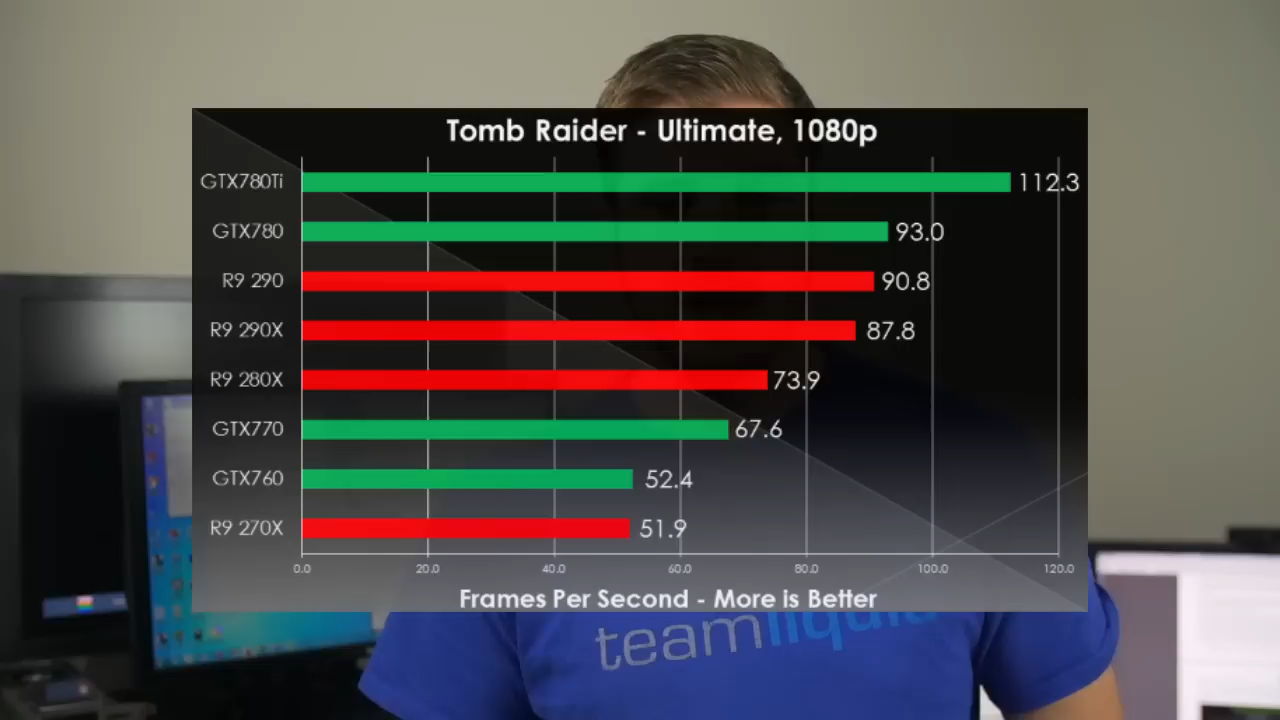 Tomb Raider - Ultimate, 1080p
GTX780Ti 112.3
GTX780 93.0
R9 290 90.8
R9 290X 87.8
R9 280X 73.9
GTX770 67.6
GTX760 52.4
R9 270X 51.9
0.0 20.0 40.0 60.0 80.0 100.0 120.0
Frames Per Second - More is Better
teamliquid